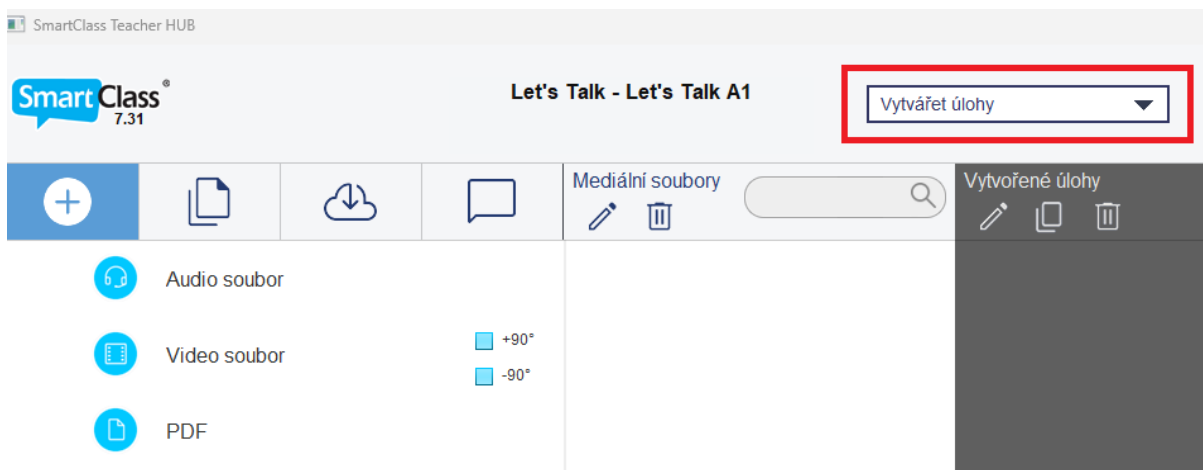 SmartClass Teacher HUB
SmartClass®
7.31
Let's Talk - Let's Talk A1
Vytvářet úlohy
Mediální soubory
Vytvořené úlohy
Audio soubor
Video soubor
+90°
-90°
PDF